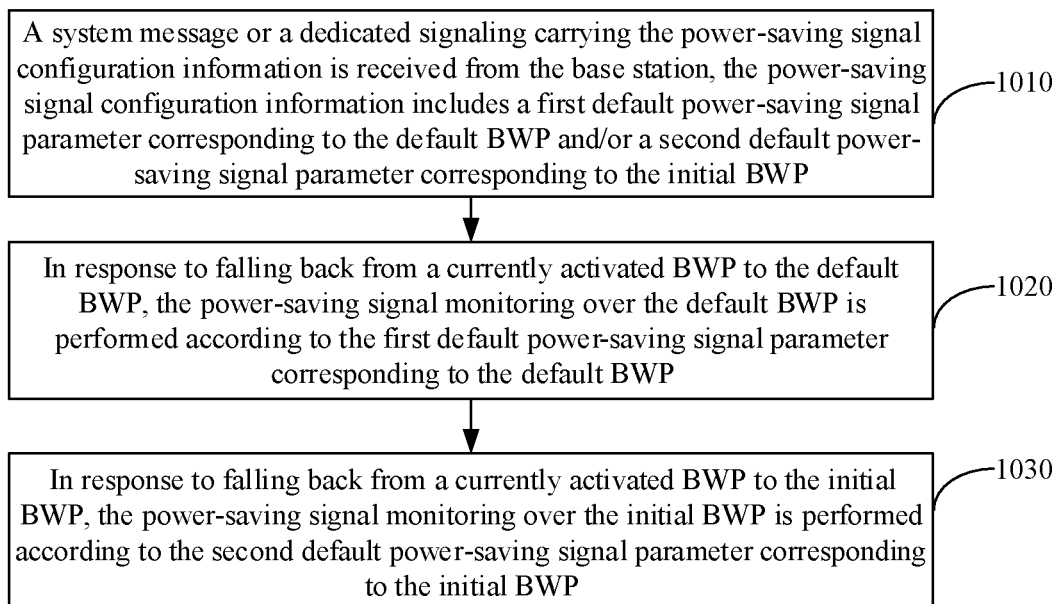 A system message or a dedicated signaling carrying the power-saving signal
configuration information is received from the base station, the power-saving
signal configuration information includes a first default power-saving signal
parameter corresponding to the default BWP and/or a second default power-
saving signal parameter corresponding to the initial BWP
1010
In response to falling back from a currently activated BWP to the default
BWP, the power-saving signal monitoring over the default BWP is
performed according to the first default power-saving signal parameter
corresponding to the default BWP
1020
In response to falling back from a currently activated BWP to the initial
BWP, the power-saving signal monitoring over the initial BWP is performed
according to the second default power-saving signal parameter corresponding
to the initial BWP
1030